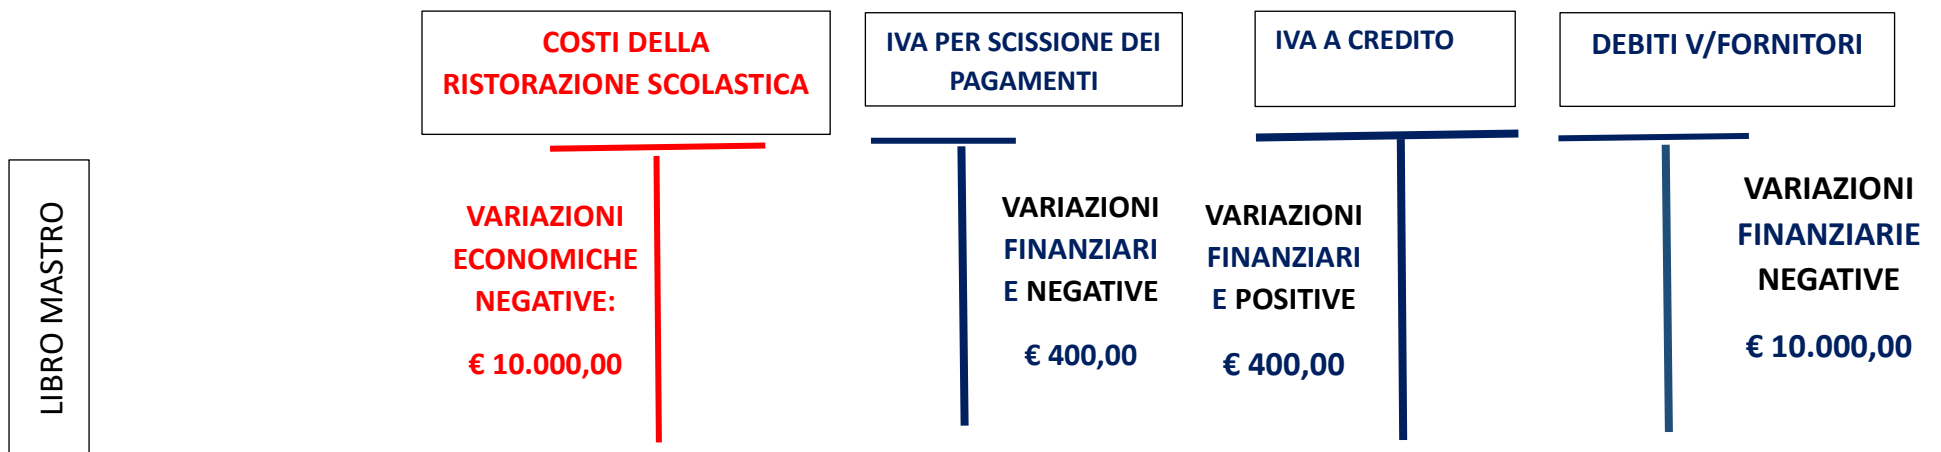 COSTI DELLA
RISTORAZIONE SCOLASTICA
IVA PER SCISSIONE DEI
PAGAMENTI
IVA A CREDITO
DEBITI V/FORNITORI
LIBRO MASTRO
VARIAZIONI
ECONOMICHE
NEGATIVE:
€ 10.000,00
VARIAZIONI
FINANZIARI
E NEGATIVE
€ 400,00
VARIAZIONI
FINANZIARI
E POSITIVE
€ 400,00
VARIAZIONI
FINANZIARIE
NEGATIVE
€ 10.000,00